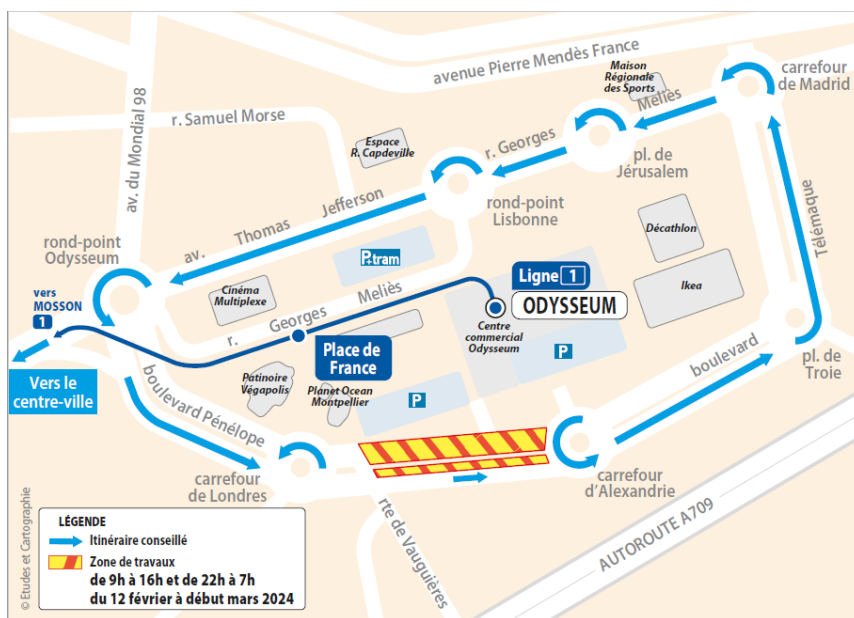 avenue Pierre Mendès France
Maison
Régionale
des Sports
carrefour
de Madrid
r. Samuel Morse
av. du Mondial 98
Espace
R. Capdeville
r. Georges Meliès
pl. de
Jérusalem
rond-point
Lisbonne
av. Thomas Jefferson
rond-point
Odysseum
Décathlon
Télémaque
P.tram
Ligne 1
ODYSSEUM
Ikea
Cinéma
Multiplexe
vers
MOSSON
1
r. Georges Meliès
Centre
commercial
Odysseum
Place de
France
P
boulevard
pl. de
Troie
Vers le
centre-ville
Patinoire
Végapolis
Planet Ocean
Montpellier
P
boulevard Pénélope
carrefour
de Londres
carrefour
d'Alexandrie
rte de Vauguières
AUTOROUTE A709
© Etudes et Cartographie
LÉGENDE
Itinéraire conseillé
Zone de travaux
de 9h à 16h et de 22h à 7h
du 12 février à début mars 2024